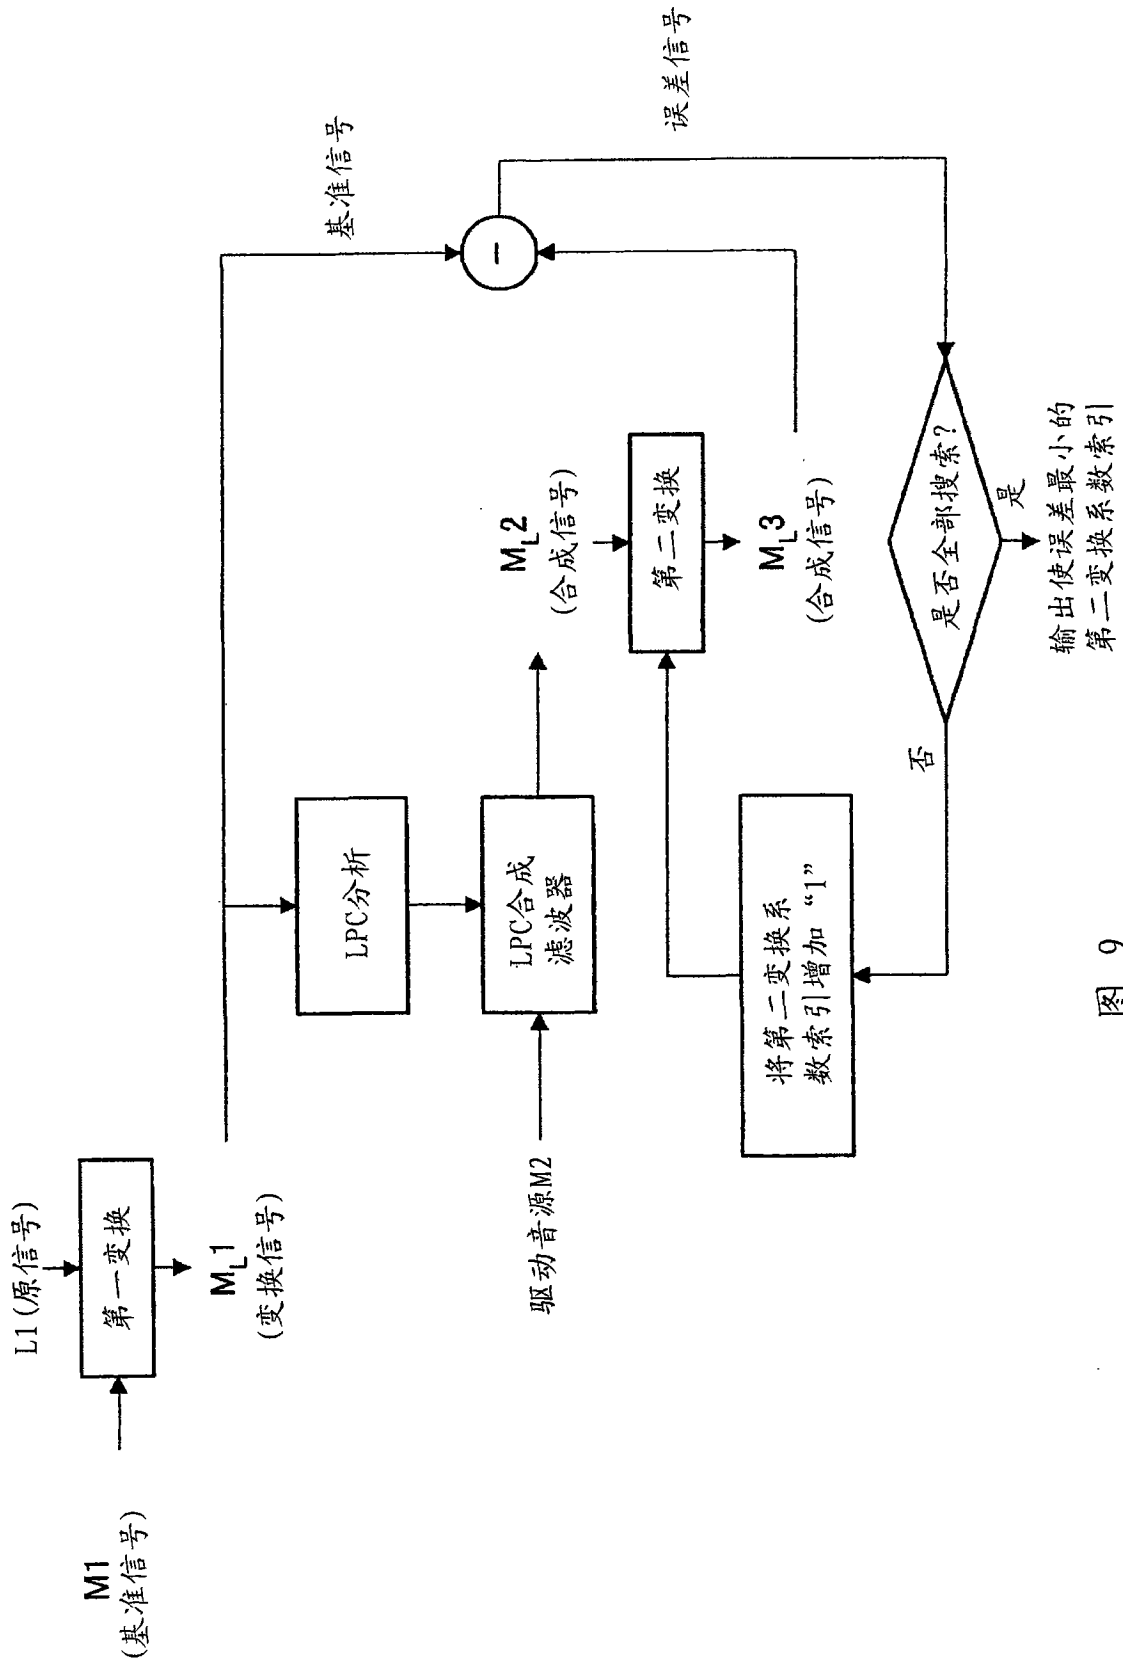 L1(原信号)
M1
(基准信号)
第一变换
ML1
(变换信号)
基准信号
LPC分析
驱动音源M2
LPC合成
滤波器
ML2
(合成信号)
第二变换
ML3
(合成信号)
−
误差信号
将第二变换系
数索引增加“1”
否
是否全部搜索?
是
输出使误差最小的
第二变换系数索引
图 9